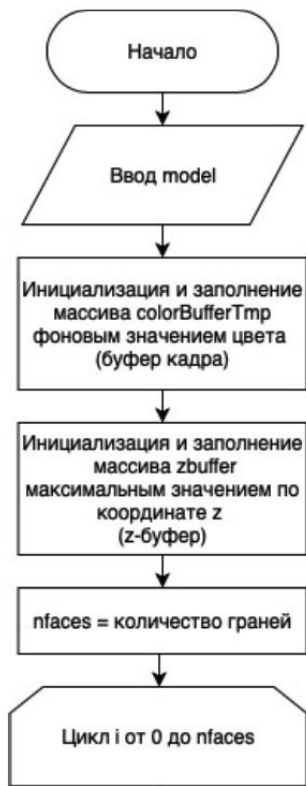 Начало
Ввод model
Инициализация и заполнение
массива colorBufferTmp
фоновым значением цвета
(буфер кадра)
Инициализация и заполнение
массива zbuffer
максимальным значением по
координате z
(z-буфер)
nfaces = количество граней
Цикл i от 0 до nfaces